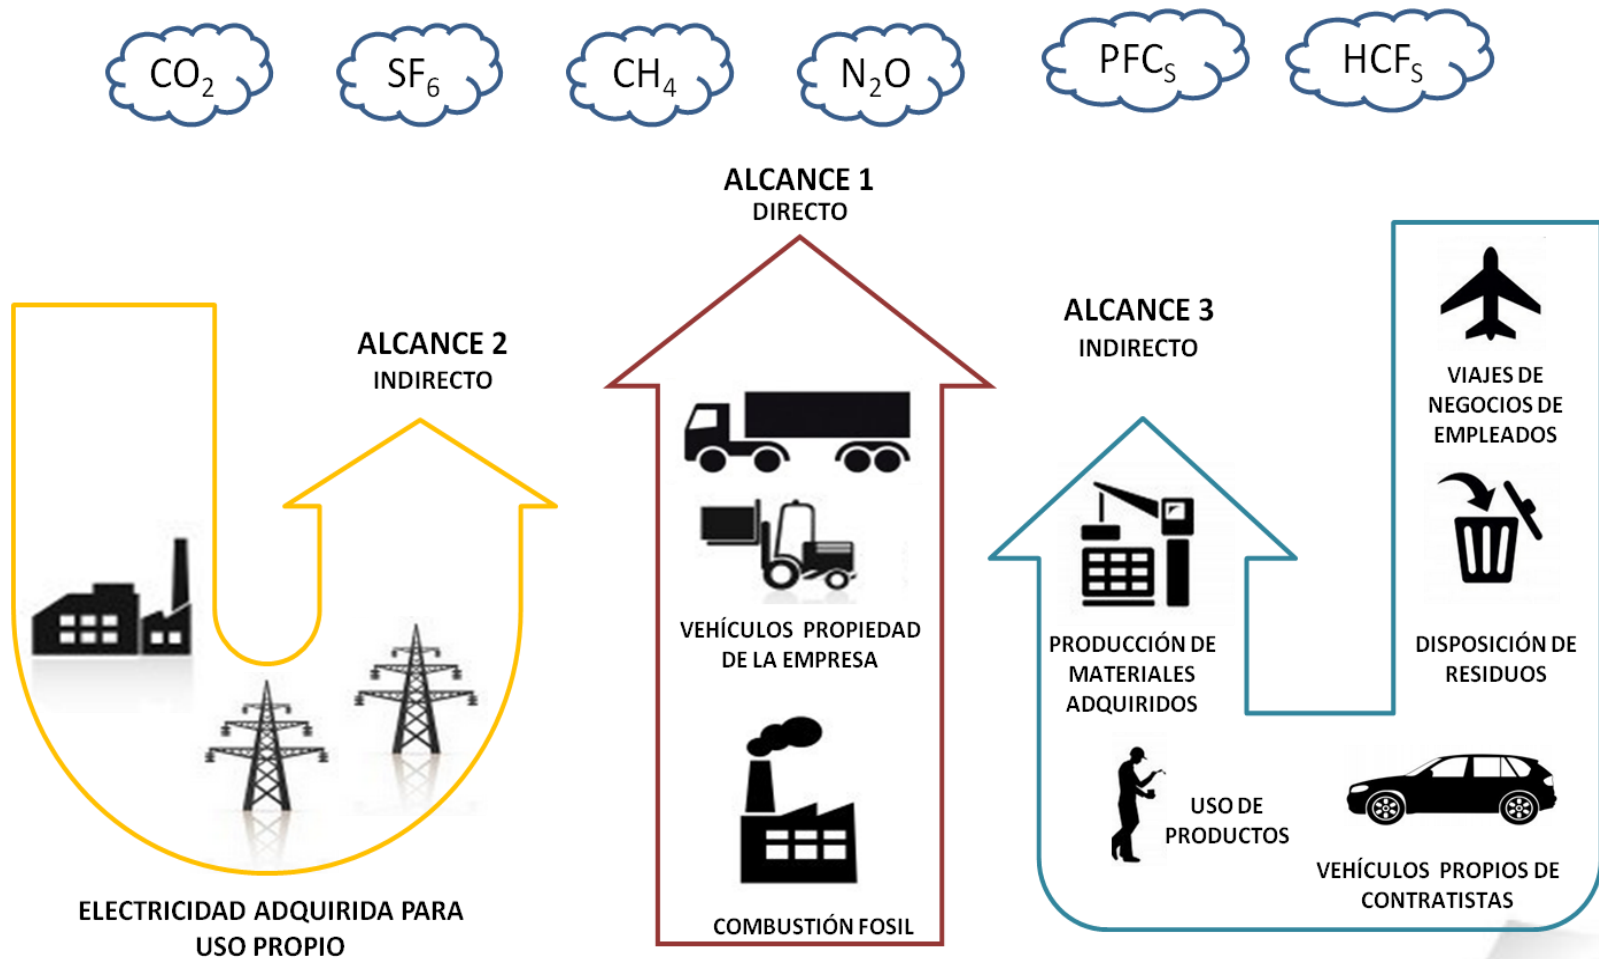 CO₂
SF₆
CH₄
N₂O
PFCₛ
HCFₛ
ALCANCE 1
DIRECTO
ALCANCE 2
INDIRECTO
ALCANCE 3
INDIRECTO
VIAJES DE
NEGOCIOS DE
EMPLEADOS
VEHÍCULOS PROPIEDAD
DE LA EMPRESA
PRODUCCIÓN DE
MATERIALES
ADQUIRIDOS
DISPOSICIÓN DE
RESIDUOS
USO DE
PRODUCTOS
VEHÍCULOS PROPIOS DE
CONTRATISTAS
ELECTRICIDAD ADQUIRIDA PARA
USO PROPIO
COMBUSTIÓN FOSIL